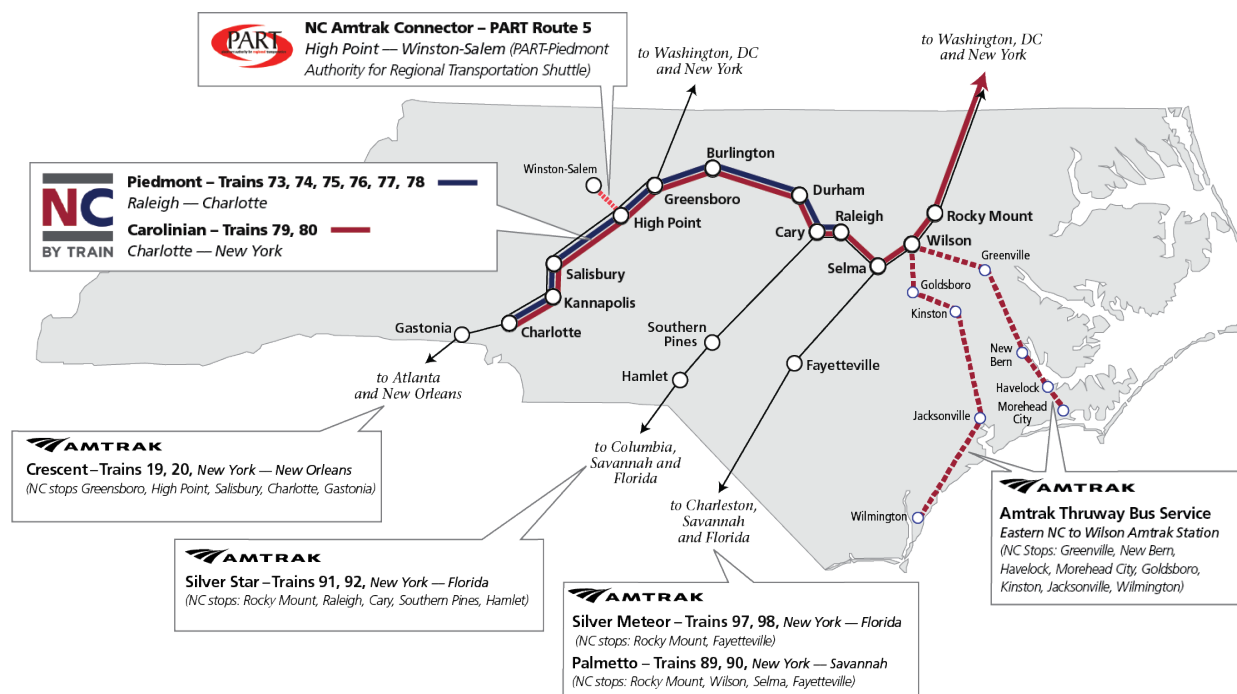 PART
NC Amtrak Connector – PART Route 5
High Point — Winston-Salem (PART-Piedmont
Authority for Regional Transportation Shuttle)
to Washington, DC
and New York
to Washington, DC
and New York
NC
BY TRAIN
Piedmont – Trains 73, 74, 75, 76, 77, 78
Raleigh — Charlotte
Carolinian – Trains 79, 80
Charlotte — New York
Winston-Salem
Burlington
Greensboro
High Point
Durham
Raleigh
Cary
Rocky Mount
Wilson
Selma
Greenville
Salisbury
Goldsboro
Kannapolis
Kinston
Charlotte
Gastonia
Southern
Pines
Hamlet
Fayetteville
New
Bern
Havelock
Morehead
City
Jacksonville
Wilmington
to Atlanta
and New Orleans
to Columbia,
Savannah and
Florida
to Charleston,
Savannah
and Florida
AMTRAK
Crescent – Trains 19, 20, New York — New Orleans
(NC stops Greensboro, High Point, Salisbury, Charlotte, Gastonia)
AMTRAK
Silver Star – Trains 91, 92, New York — Florida
(NC stops: Rocky Mount, Raleigh, Cary, Southern Pines, Hamlet)
AMTRAK
Silver Meteor – Trains 97, 98, New York — Florida
(NC stops: Rocky Mount, Fayetteville)
Palmetto – Trains 89, 90, New York — Savannah
(NC stops: Rocky Mount, Wilson, Selma, Fayetteville)
AMTRAK
Amtrak Thruway Bus Service
Eastern NC to Wilson Amtrak Station
(NC Stops: Greenville, New Bern,
Havelock, Morehead City, Goldsboro,
Kinston, Jacksonville, Wilmington)